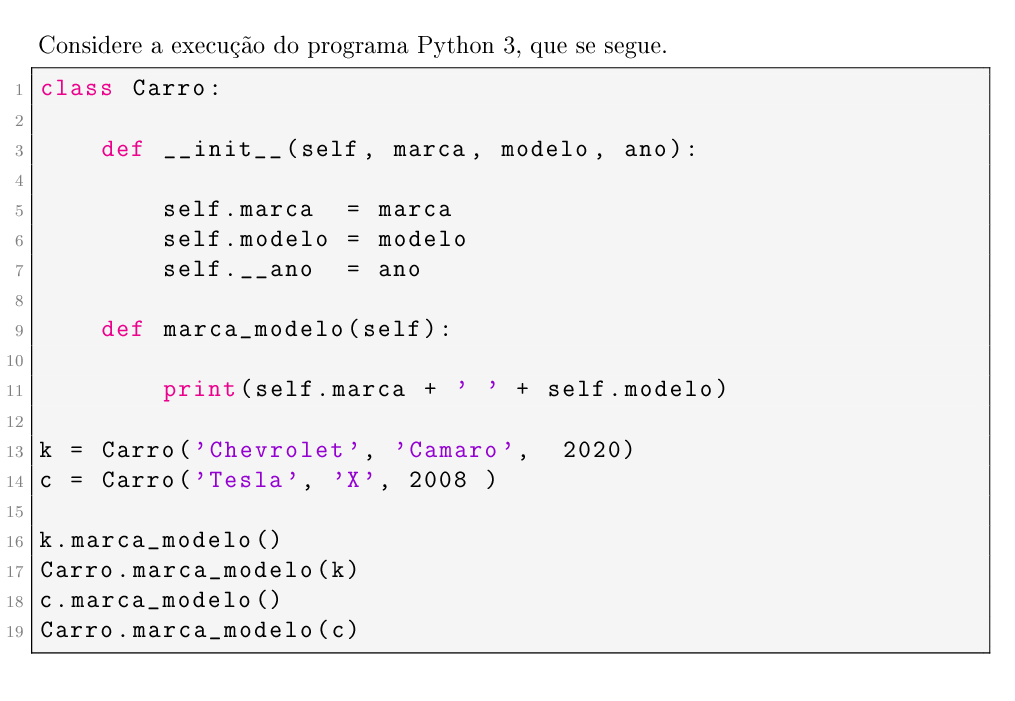 Considere a execução do programa Python 3, que se segue.
1 class Carro:
2
3     def __init__(self, marca, modelo, ano):
4
5         self.marca  = marca
6         self.modelo = modelo
7         self.__ano  = ano
8
9     def marca_modelo(self):
10
11         print(self.marca + ' ' + self.modelo)
12
13 k = Carro('Chevrolet', 'Camaro',  2020)
14 c = Carro('Tesla', 'X', 2008 )
15
16 k.marca_modelo()
17 Carro.marca_modelo(k)
18 c.marca_modelo()
19 Carro.marca_modelo(c)